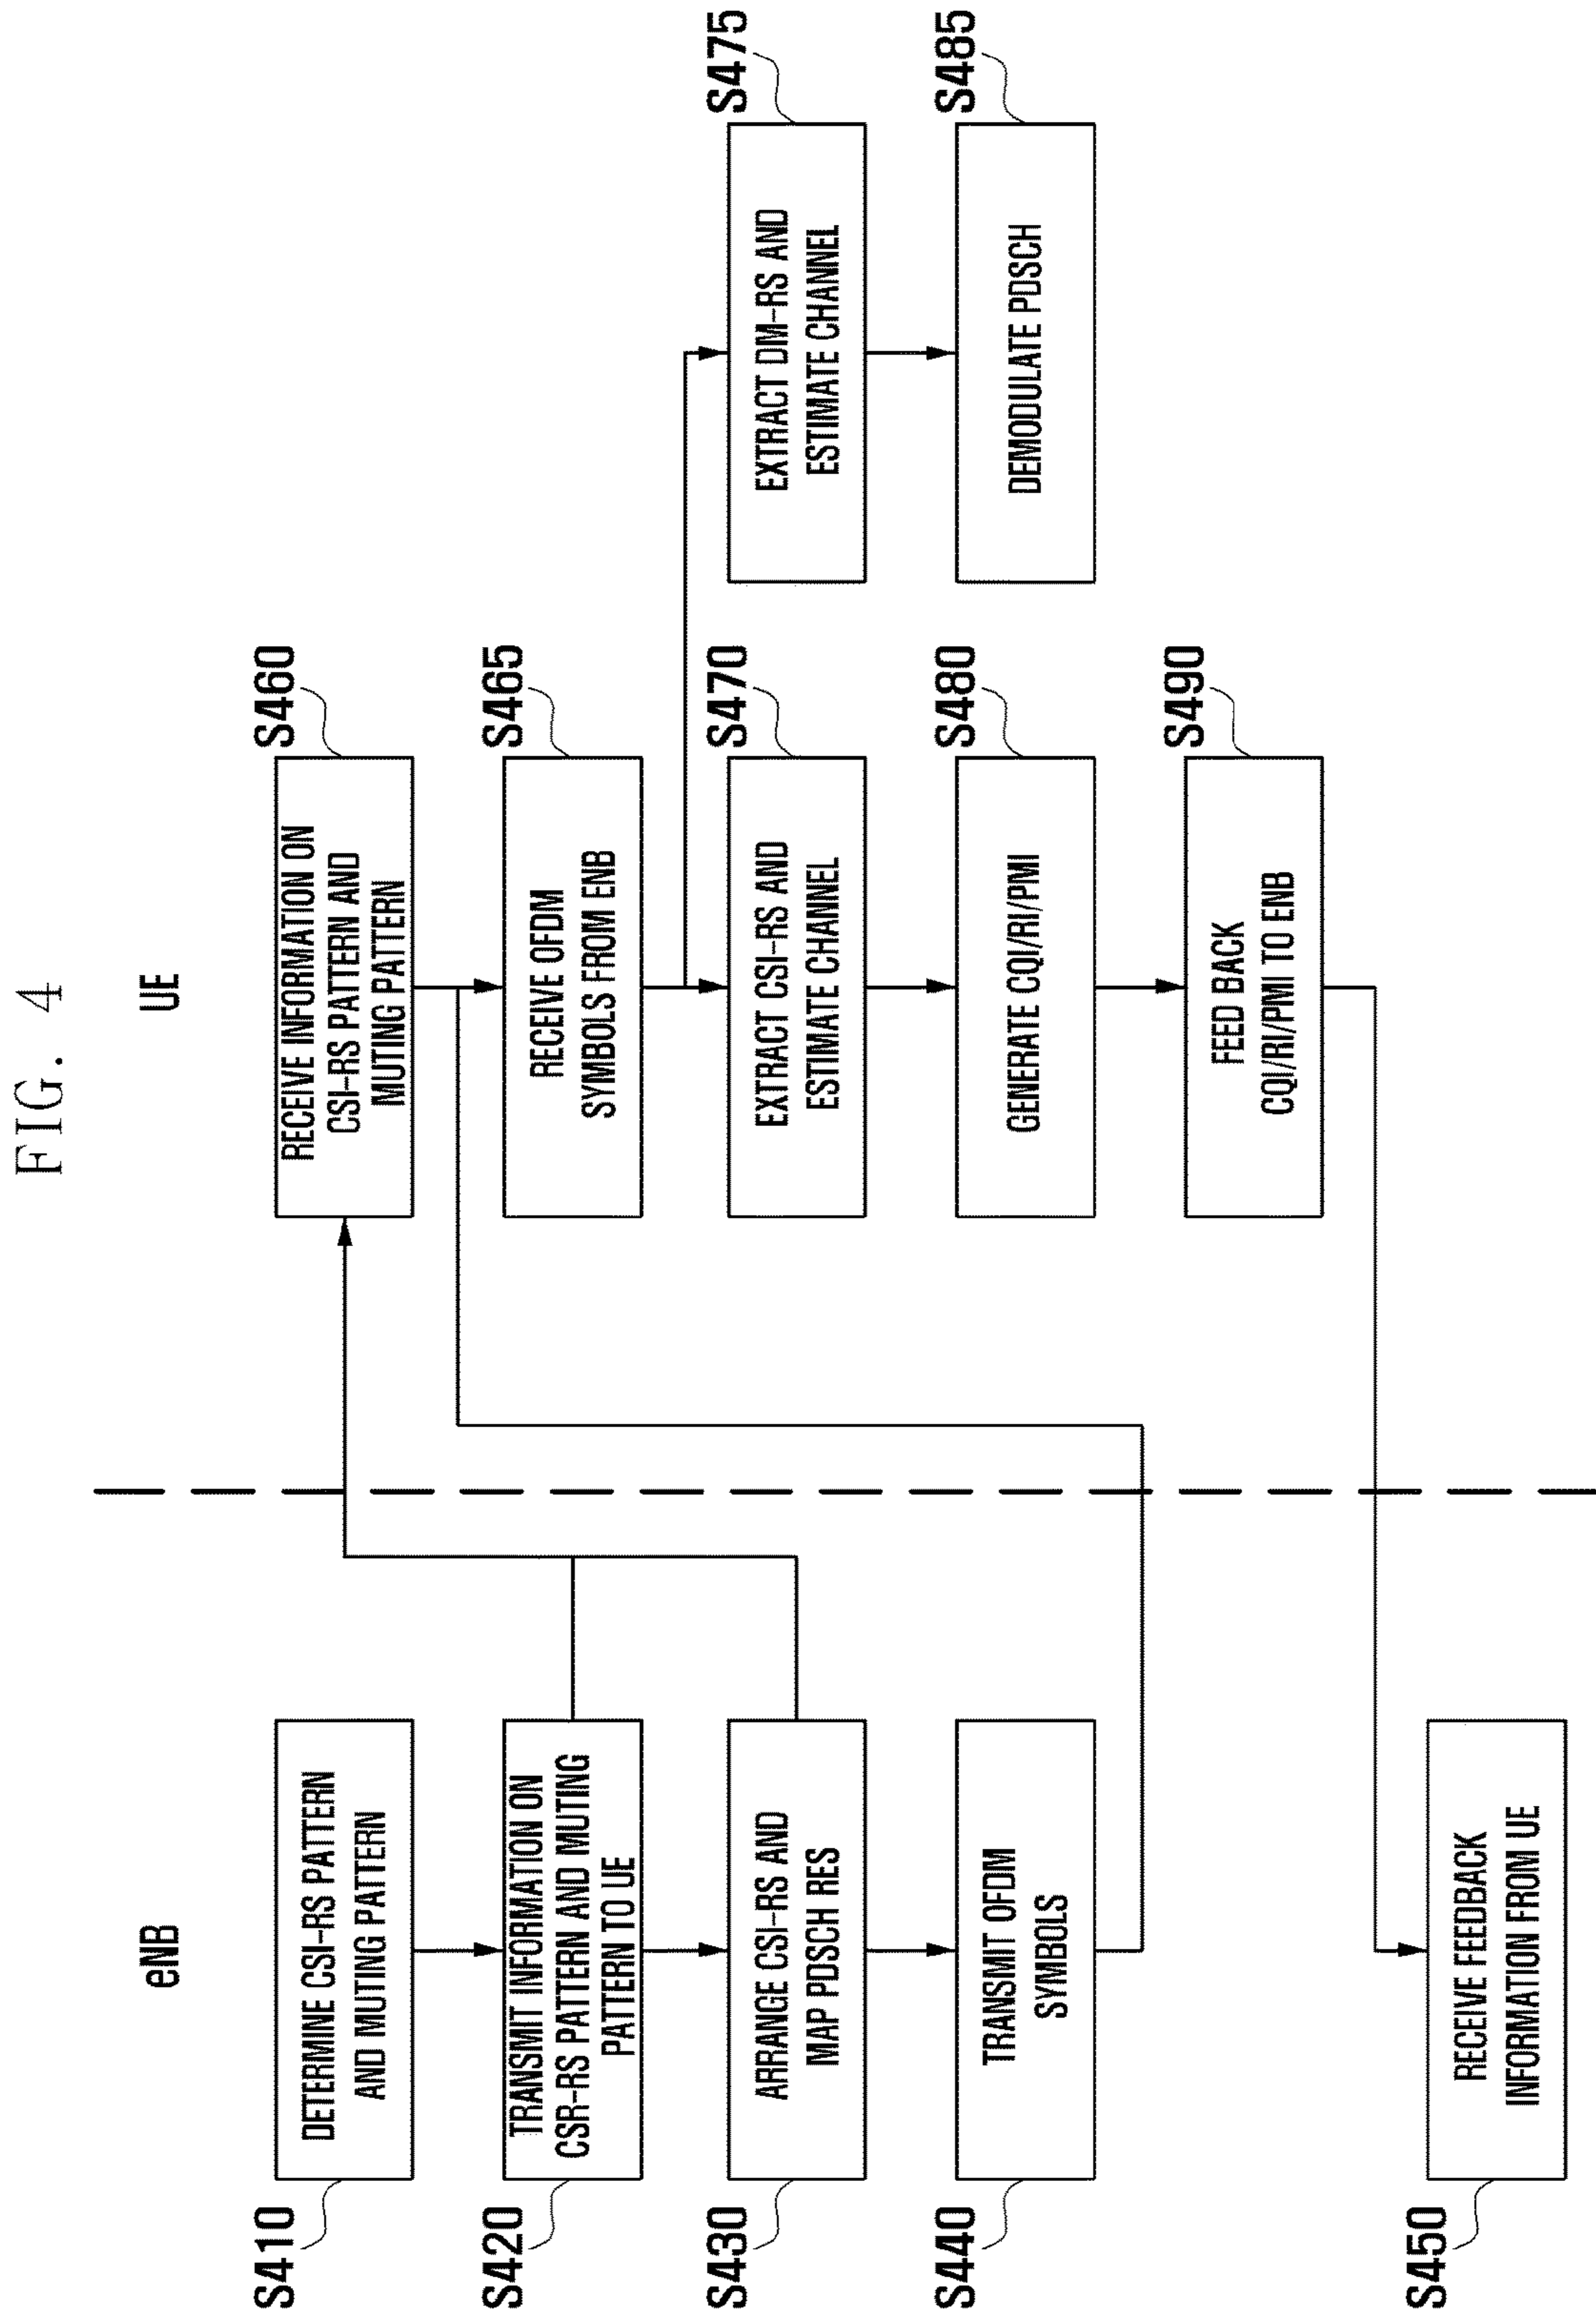 FIG. 4
eNB
UE
S410
DETERMINE CSI-RS PATTERN
AND MUTING PATTERN
S420
TRANSMIT INFORMATION ON
CSR-RS PATTERN AND MUTING
PATTERN TO UE
S430
ARRANGE CSI-RS AND
MAP PDSCH RES
S440
TRANSMIT OFDM
SYMBOLS
S450
RECEIVE FEEDBACK
INFORMATION FROM UE
S460
RECEIVE INFORMATION ON
CSI-RS PATTERN AND
MUTING PATTERN
S465
RECEIVE OFDM
SYMBOLS FROM ENB
S470
EXTRACT CSI-RS AND
ESTIMATE CHANNEL
S480
GENERATE CQI/RI/PMI
S490
FEED BACK
CQI/RI/PMI TO ENB
S475
EXTRACT DM-RS AND
ESTIMATE CHANNEL
S485
DEMODULATE PDSCH